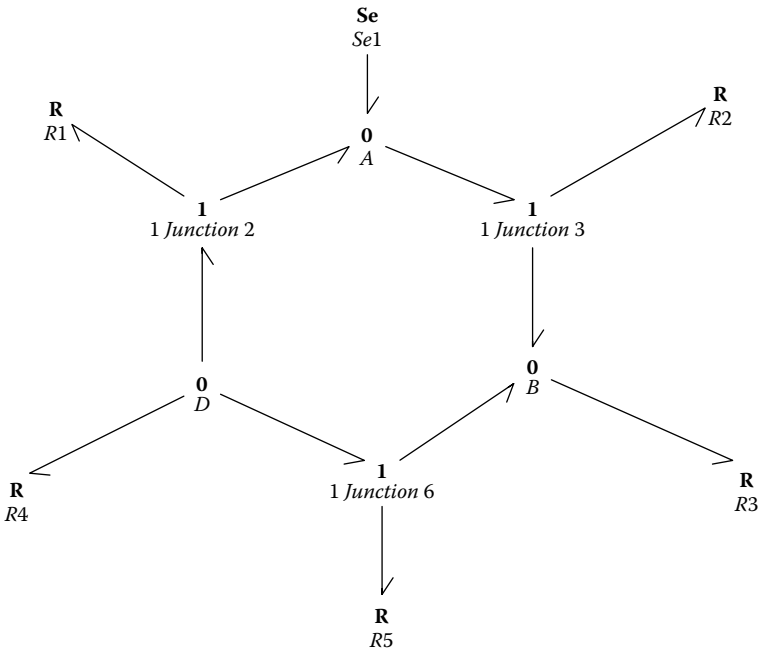 Se
Se1
R
R1
R
R2
0
A
1
1 Junction 2
1
1 Junction 3
0
B
0
D
1
1 Junction 6
R
R4
R
R3
R
R5